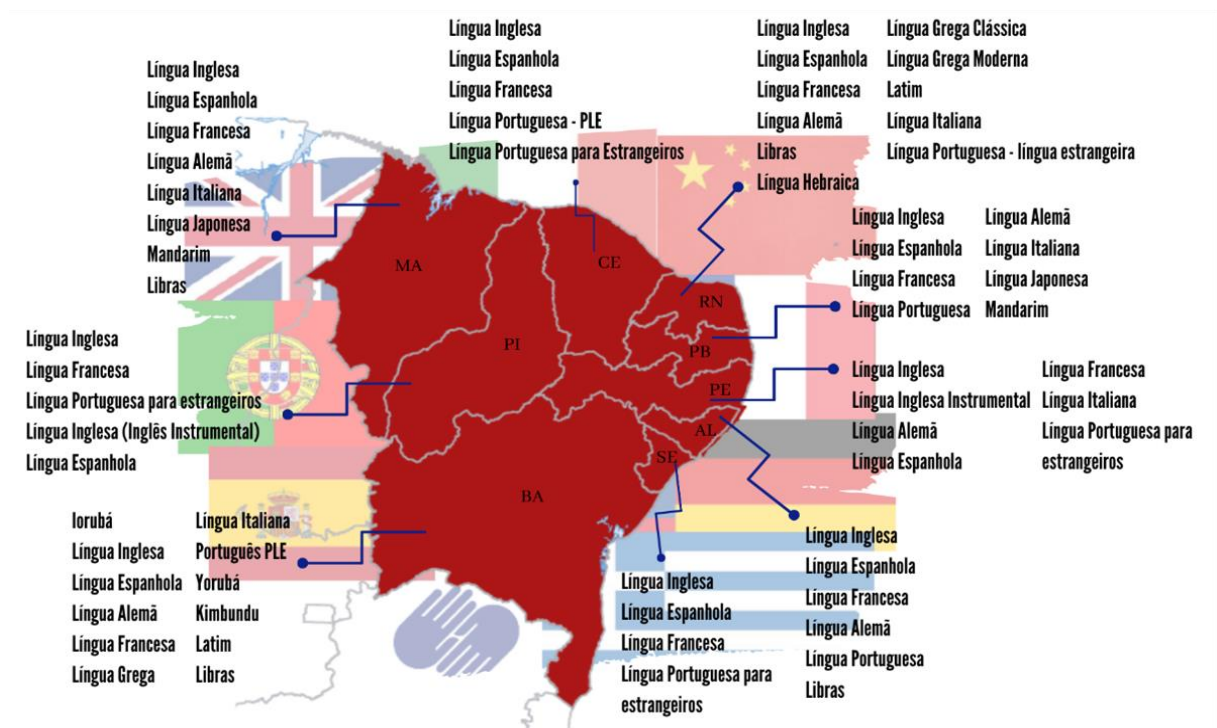 Língua Inglesa
Língua Espanhola
Língua Francesa
Língua Alemã
Língua Italiana
Língua Japonesa
Mandarim
Libras
Língua Inglesa
Língua Espanhola
Língua Francesa
Língua Portuguesa - PLE
Língua Portuguesa para Estrangeiros
Língua Inglesa
Língua Espanhola
Língua Francesa
Língua Alemã
Libras
Língua Hebraica
Língua Grega Clássica
Língua Grega Moderna
Latim
Língua Italiana
Língua Portuguesa - língua estrangeira
Língua Inglesa
Língua Espanhola
Língua Francesa
Língua Portuguesa
Língua Alemã
Língua Italiana
Língua Japonesa
Mandarim
MA
PI
CE
RN
PB
PE
AL
SE
BA
Língua Inglesa
Língua Francesa
Língua Portuguesa para estrangeiros
Língua Inglesa (Inglês Instrumental)
Língua Espanhola
Língua Inglesa
Língua Inglesa Instrumental
Língua Alemã
Língua Espanhola
Língua Francesa
Língua Italiana
Língua Portuguesa para
estrangeiros
Iorubá
Língua Inglesa
Língua Espanhola
Língua Alemã
Língua Francesa
Língua Grega
Língua Italiana
Português PLE
Yorubá
Kimbundu
Latim
Libras
Língua Inglesa
Língua Espanhola
Língua Francesa
Língua Portuguesa para
estrangeiros
Língua Inglesa
Língua Espanhola
Língua Francesa
Língua Alemã
Língua Portuguesa
Libras